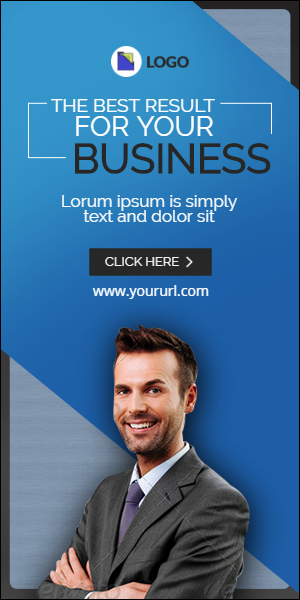 LOGO
THE BEST RESULT
FOR YOUR
BUSINESS
Lorum ipsum is simply
text and dolor sit
CLICK HERE
www.yoururl.com